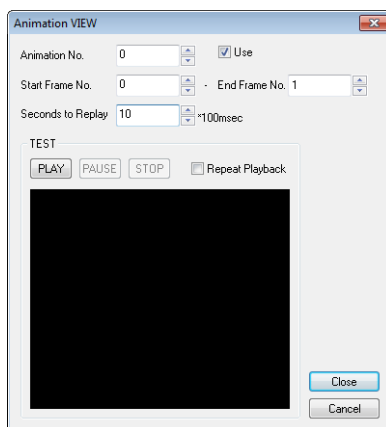 Animation VIEW
Animation No. 0 Use
Start Frame No. 0 - End Frame No. 1
Seconds to Replay 10 *100msec
TEST
PLAY PAUSE STOP Repeat Playback
Close
Cancel